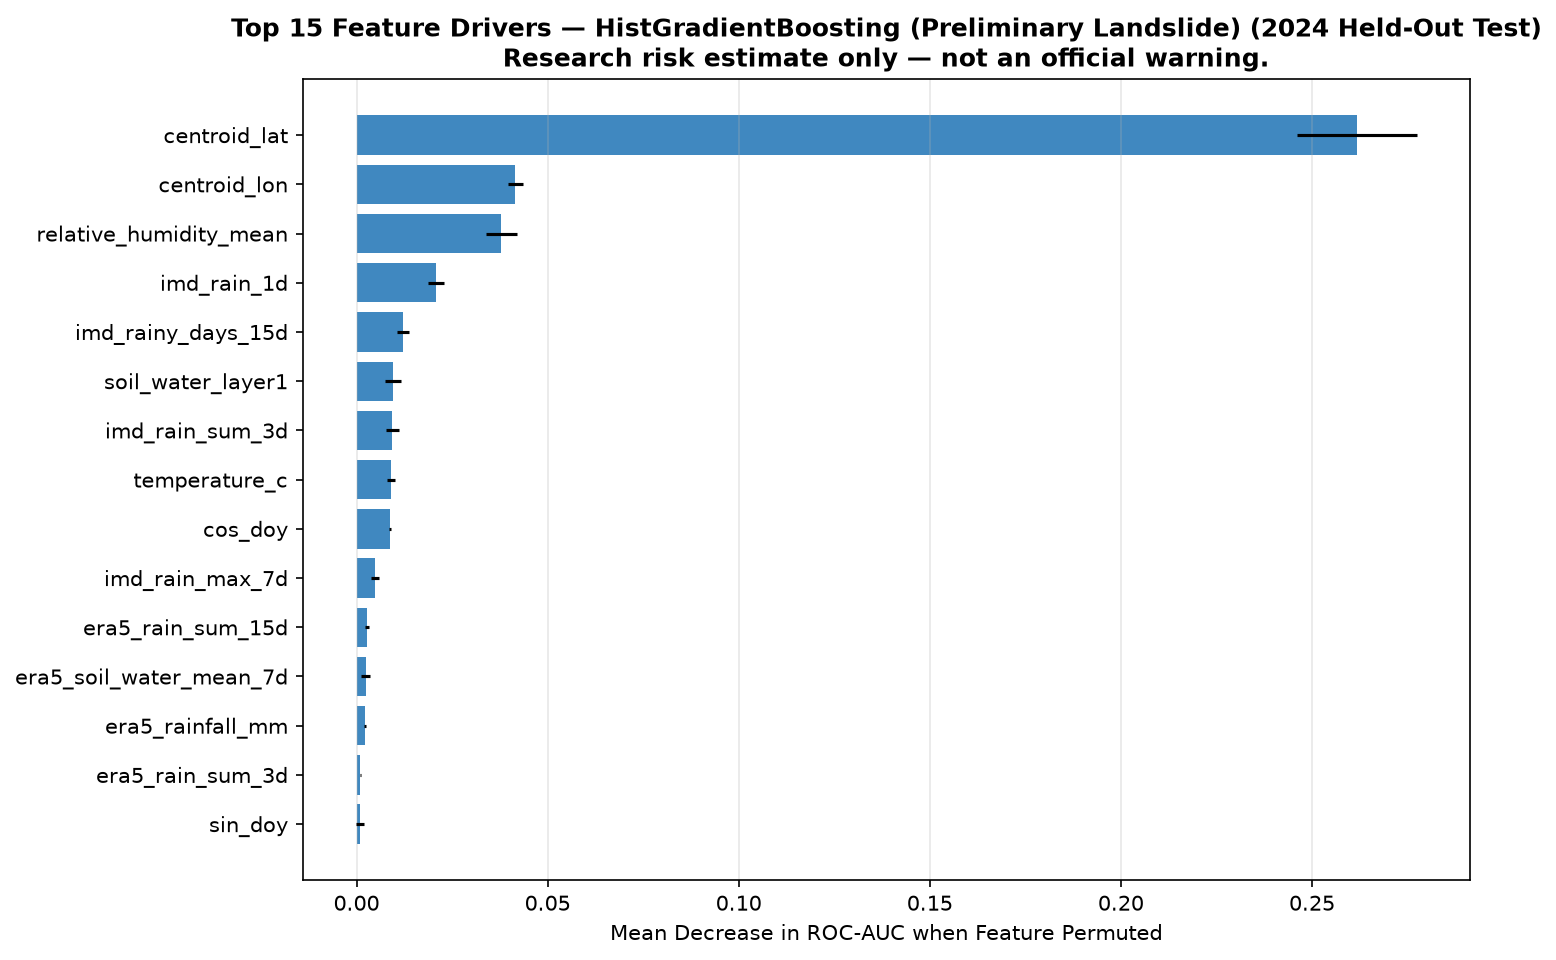 Top 15 Feature Drivers — HistGradientBoosting (Preliminary Landslide) (2024 Held-Out Test)
Research risk estimate only — not an official warning.
centroid_lat
centroid_lon
relative_humidity_mean
imd_rain_1d
imd_rainy_days_15d
soil_water_layer1
imd_rain_sum_3d
temperature_c
cos_doy
imd_rain_max_7d
era5_rain_sum_15d
era5_soil_water_mean_7d
era5_rainfall_mm
era5_rain_sum_3d
sin_doy
0.00 0.05 0.10 0.15 0.20 0.25
Mean Decrease in ROC-AUC when Feature Permuted